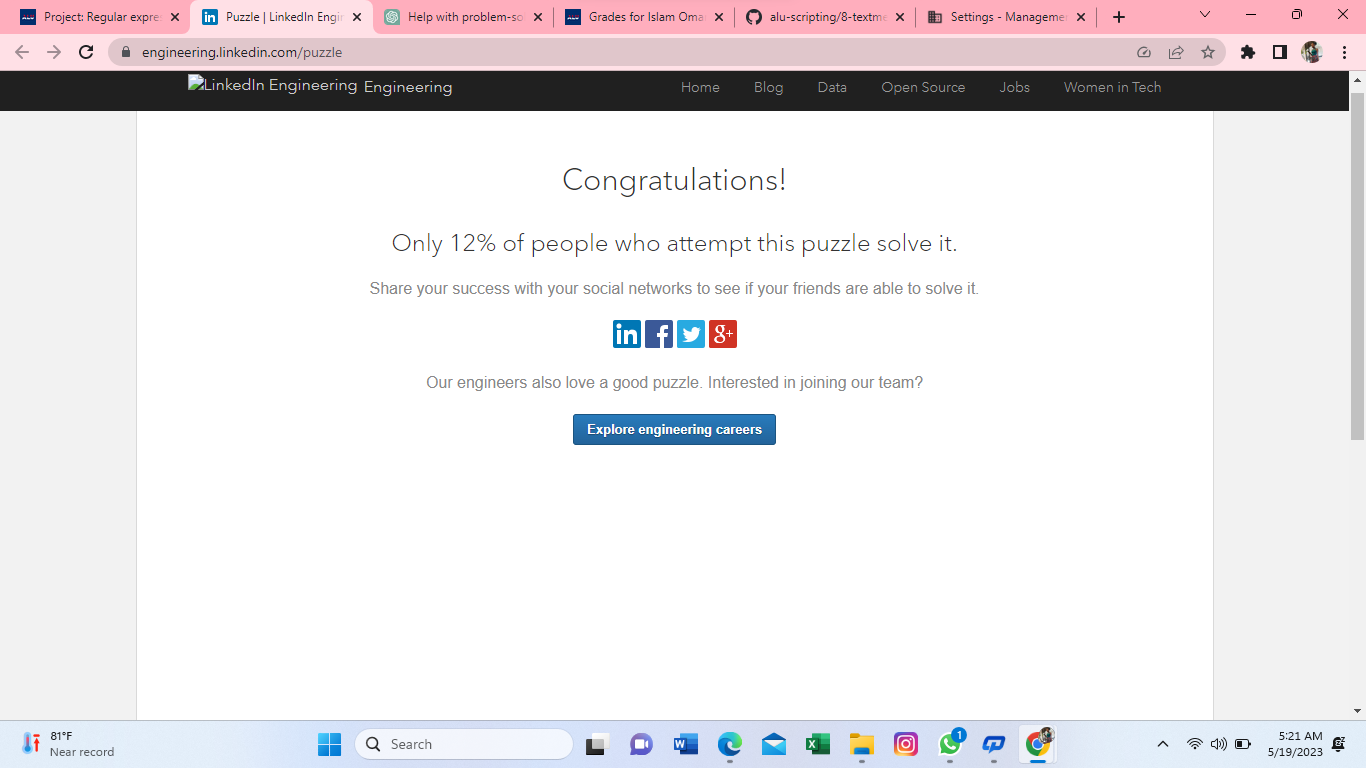 Project: Regular expre
Puzzle | LinkedIn Engin
Help with problem-so
Grades for Islam Oma
alu-scripting/8-textme
Settings - Managemen
engineering.linkedin.com/puzzle
LinkedIn Engineering Engineering Home Blog Data Open Source Jobs Women in Tech
Congratulations!
Only 12% of people who attempt this puzzle solve it.
Share your success with your social networks to see if your friends are able to solve it.
in f g+
Our engineers also love a good puzzle. Interested in joining our team?
Explore engineering careers
81°F
Near record
Search
1
5:21 AM
5/19/2023